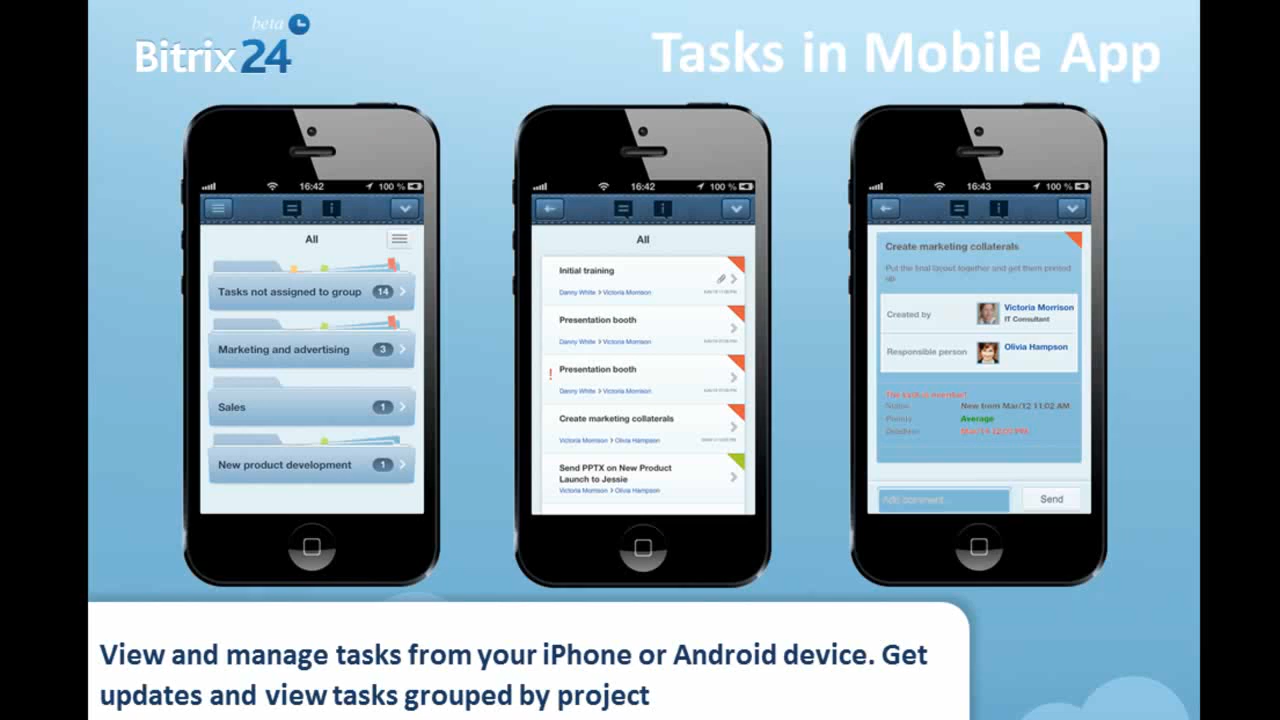 beta
Bitrix24
Tasks in Mobile App
16:42
100 %
All
Tasks not assigned to group 14
Marketing and advertising 3
Sales 1
New product development 1
16:42
100 %
All
Initial training
Danny White > Victoria Morrison
Presentation booth
Danny White > Victoria Morrison
! Presentation booth
Danny White > Victoria Morrison
Create marketing collaterals
Victoria Morrison > Olivia Hampson
Send PPTX on New Product
Launch to Jessie
Victoria Morrison > Olivia Hampson
16:43
100 %
Create marketing collaterals
Put the final layout together and get them printed
Created by
Victoria Morrison
IT Consultant
Responsible person
Olivia Hampson
The task is overdue!
Status New from Mar/12 11:02 AM
Priority Average
Deadline
Add comment
Send
View and manage tasks from your iPhone or Android device. Get
updates and view tasks grouped by project